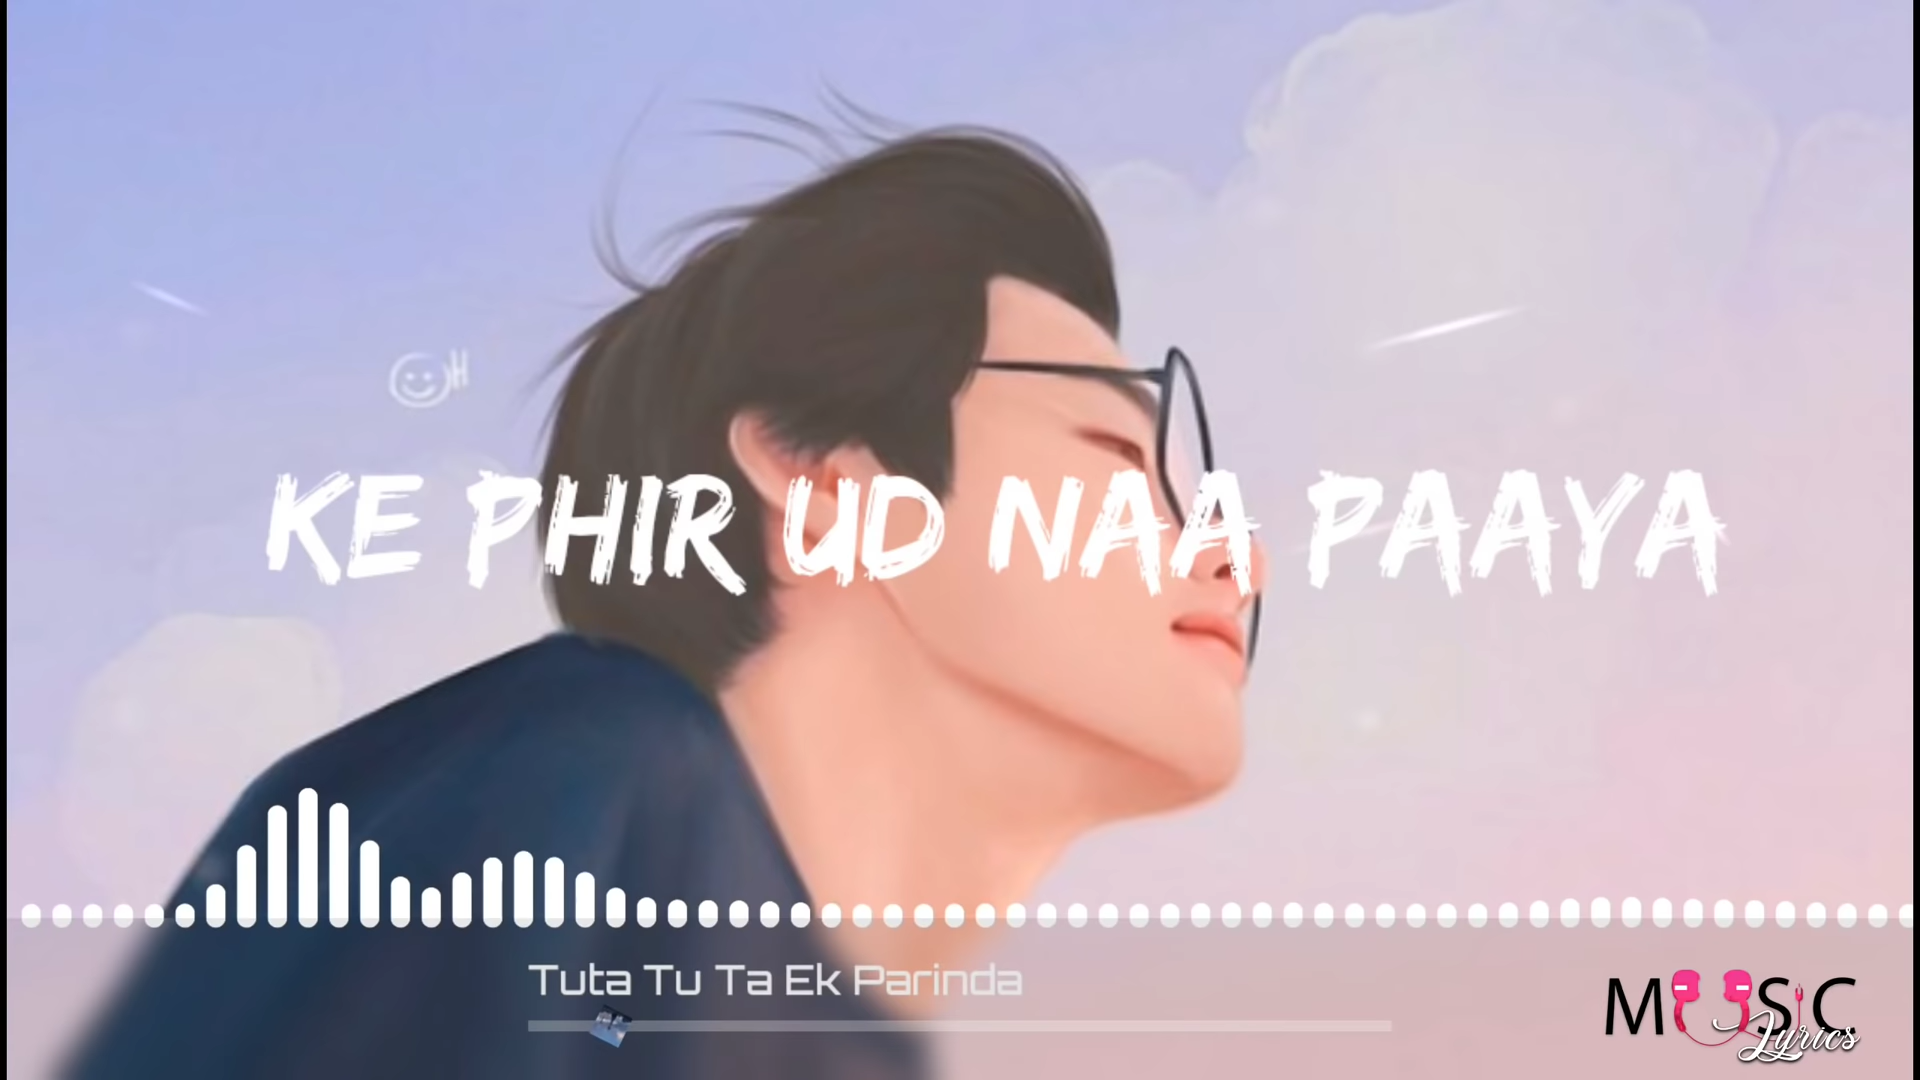 H
KE PHIR UD NAA PAAYA
Tuta Tu Ta Ek Parinda
MUSIC
Lyrics